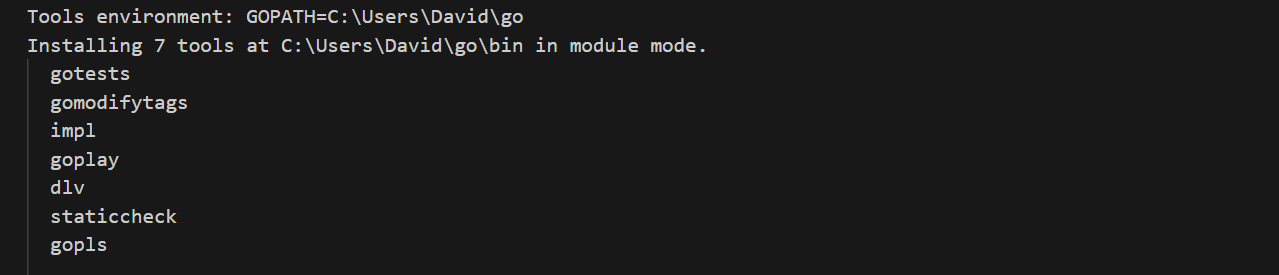 Tools environment: GOPATH=C:\Users\David\go
Installing 7 tools at C:\Users\David\go\bin in module mode.
gotests
gomodifytags
impl
goplay
dlv
staticcheck
gopls